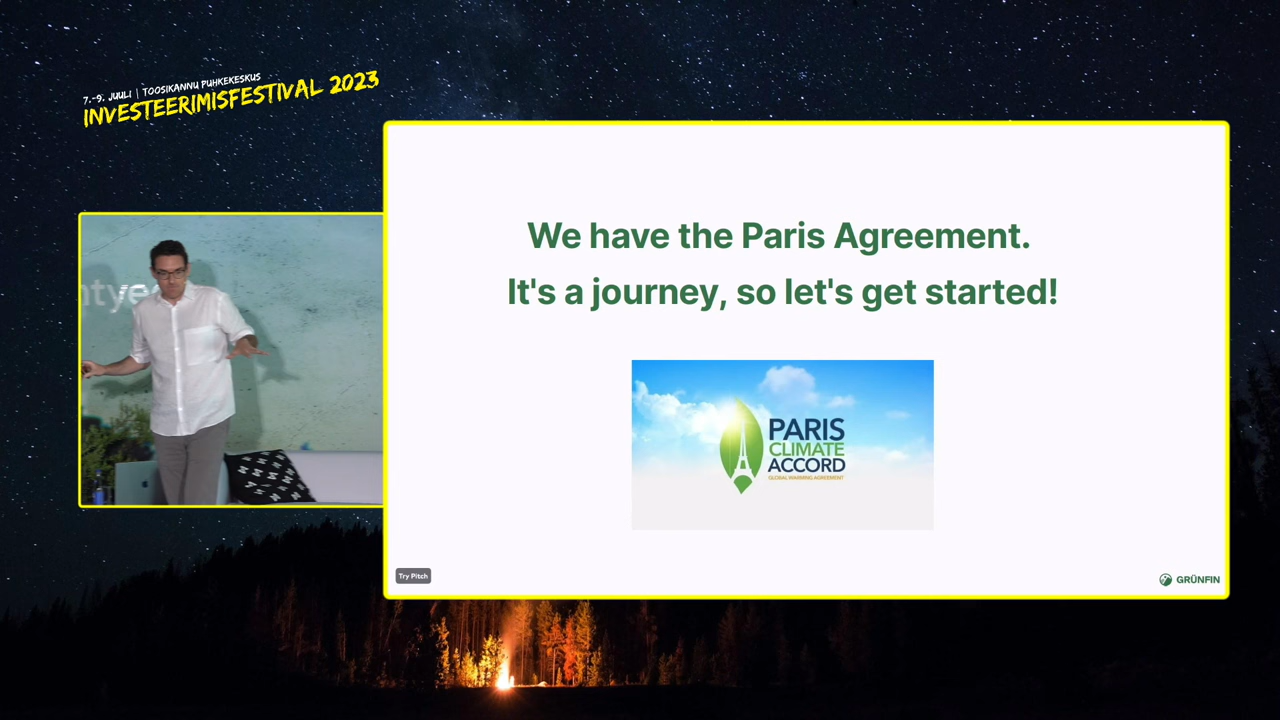 7.-9. JUULI | TOOSIKANNU PUHKEKESKUS
INVESTEERIMISFESTIVAL 2023
We have the Paris Agreement.
It's a journey, so let's get started!
PARIS
CLIMATE
ACCORD
GLOBAL WARMING AGREEMENT
Try Pitch
GRÜNFIN